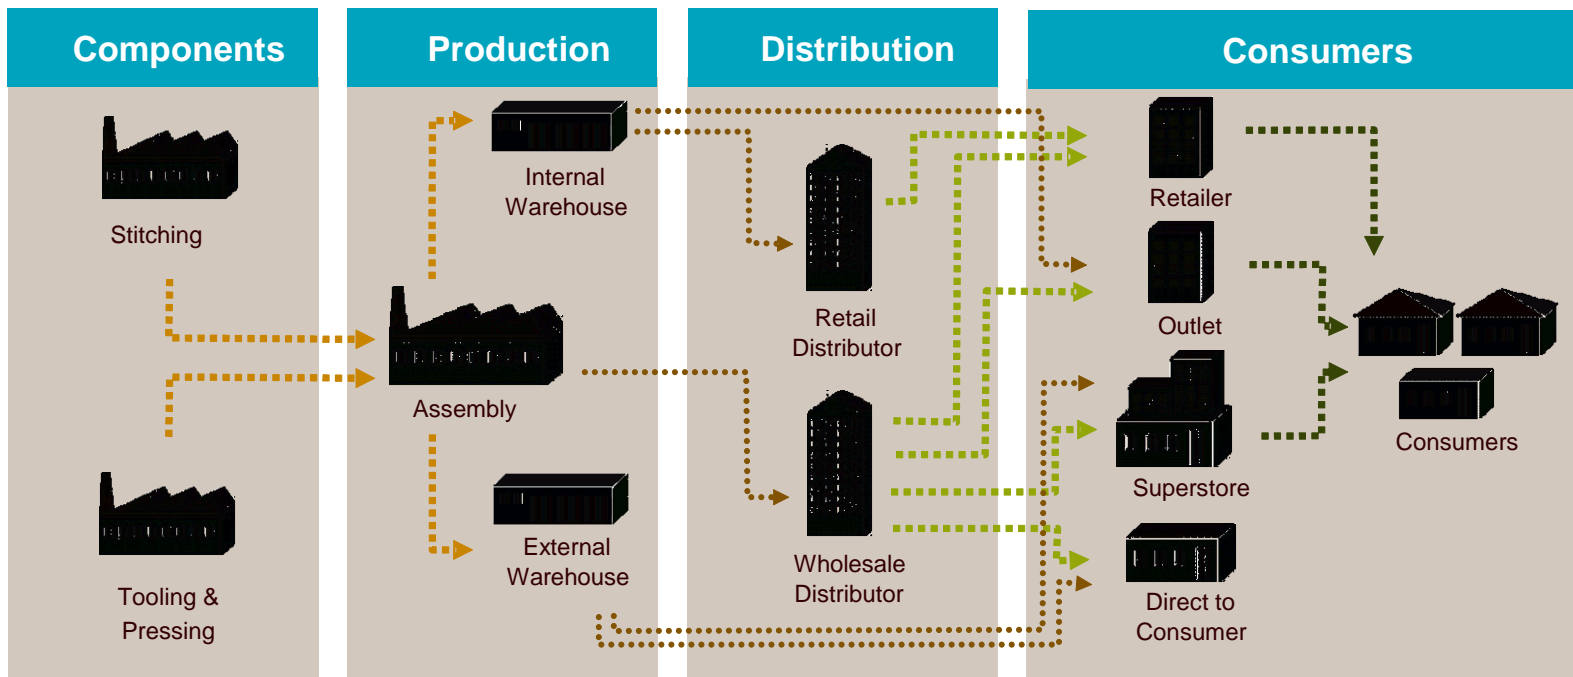 Components
Production
Distribution
Consumers
Stitching
Tooling &
Pressing
Internal
Warehouse
Assembly
External
Warehouse
Retail
Distributor
Wholesale
Distributor
Retailer
Outlet
Superstore
Direct to
Consumer
Consumers